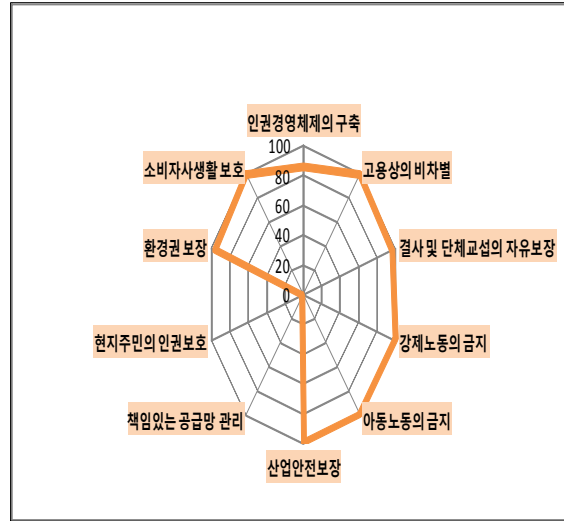 인권경영체제의 구축
소비자사생활 보호
고용상의 비차별
환경권 보장
결사 및 단체교섭의 자유보장
현지주민의 인권보호
강제노동의 금지
책임있는 공급망 관리
아동노동의 금지
산업안전보장
100
80
60
40
20
0